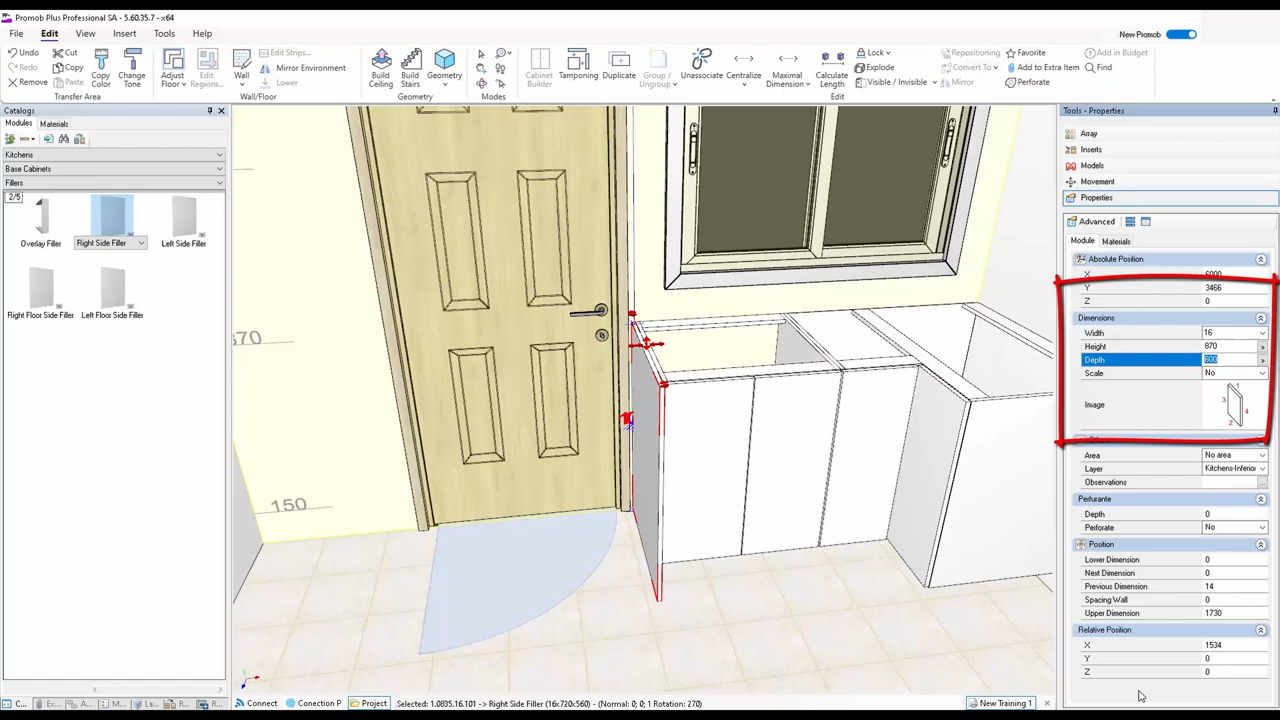 Promob Plus Professional SA - 5.60.35.7 - x64
File Edit View Insert Tools Help
New Promob
Undo Cut Copy Color Change Tone Adjust Floor Edit Regions Wall Edit Strips... Build Ceiling Build Stairs Geometry Cabinet Builder Tamponing Duplicate Group / Ungroup Unassociate Centralize Maximal Dimension Calculate Length Lock Repositioning Favorite Add in Budget
Redo Copy Mirror Environment Explode Convert To Add to Extra Item Find
Remove Paste Lower Visible / Invisible Mirror Perforate
Transfer Area Wall/Floor Geometry Modes Edit
Catalogs
Modules Materials
Kitchens
Base Cabinets
Fillers
2/5
Overlay Filler Right Side Filler Left Side Filler
Right Floor Side Filler Left Floor Side Filler
150
Tools - Properties
Array
Inserts
Models
Movement
Properties
Advanced
Module Materials
Absolute Position
X 6000
Y 3466
Z 0
Dimensions
Width 16
Height 870
Depth 600
Scale No
Image
1
3
4
2
Area No area
Layer Kitchens-Inferior
Observations ...
Perfurante
Depth 0
Perforate No
Position
Lower Dimension 0
Next Dimension 0
Previous Dimension 14
Spacing Wall 0
Upper Dimension 1730
Relative Position
X 1534
Y 0
Z 0
C... Ex... A... M... La... R... R...
Connect Conection P Project Selected: 1.0835.16.101 -> Right Side Filler (16x720x560) - (Normal: 0; 0; 1 Rotation: 270) New Training 1